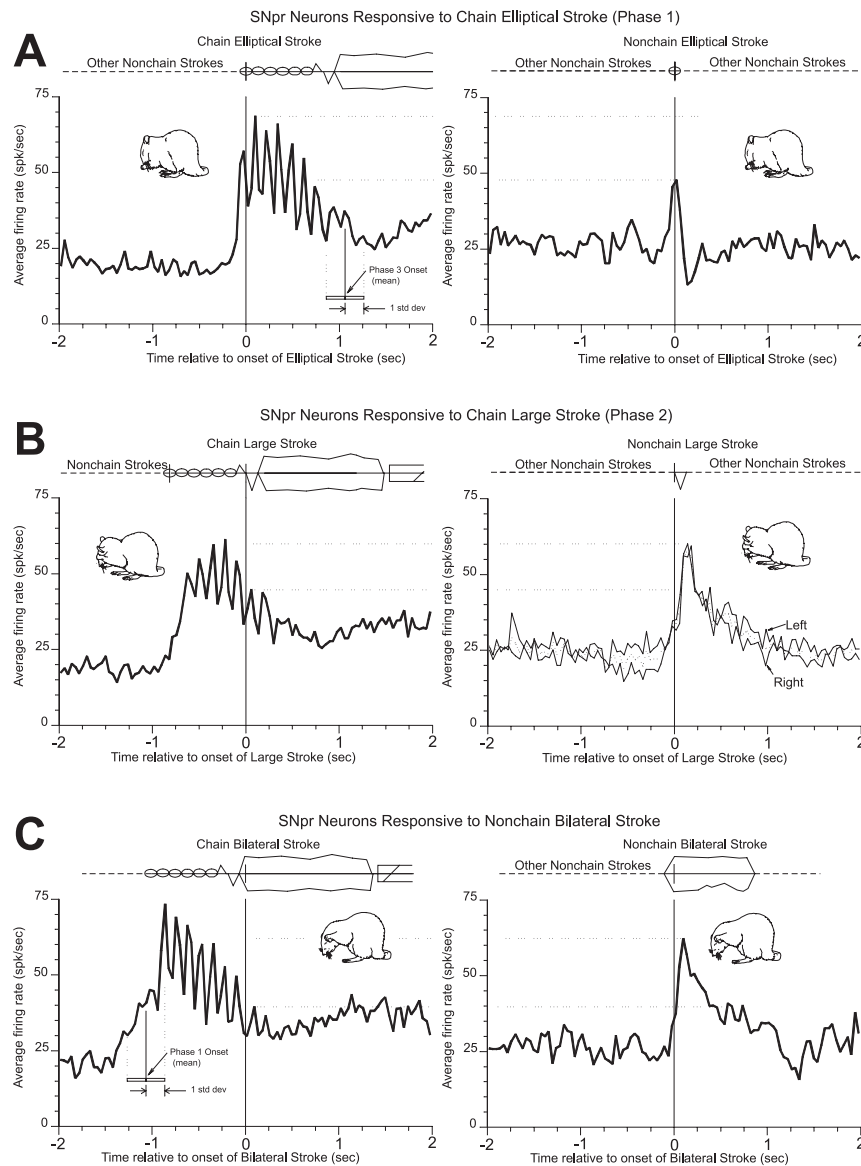 SNpr Neurons Responsive to Chain Elliptical Stroke (Phase 1)
A
Chain Elliptical Stroke
Other Nonchain Strokes
Average firing rate (spk/sec)
75
50
25
0
Phase 3 Onset
(mean)
1 std dev
-2
-1
0
1
2
Time relative to onset of Elliptical Stroke (sec)
Nonchain Elliptical Stroke
Other Nonchain Strokes
Other Nonchain Strokes
Average firing rate (spk/sec)
75
50
25
0
-2
-1
0
1
2
Time relative to onset of Elliptical Stroke (sec)
SNpr Neurons Responsive to Chain Large Stroke (Phase 2)
B
Chain Large Stroke
Nonchain Strokes
Average firing rate (spk/sec)
75
50
25
0
-2
-1
0
1
2
Time relative to onset of Large Stroke (sec)
Nonchain Large Stroke
Other Nonchain Strokes
Other Nonchain Strokes
Average firing rate (spk/sec)
75
50
25
0
Left
Right
-2
-1
0
1
2
Time relative to onset of Large Stroke (sec)
SNpr Neurons Responsive to Nonchain Bilateral Stroke
C
Chain Bilateral Stroke
Average firing rate (spk/sec)
75
50
25
0
Phase 1 Onset
(mean)
1 std dev
-2
-1
0
1
2
Time relative to onset of Bilateral Stroke (sec)
Nonchain Bilateral Stroke
Other Nonchain Strokes
Average firing rate (spk/sec)
75
50
25
0
-2
-1
0
1
2
Time relative to onset of Bilateral Stroke (sec)